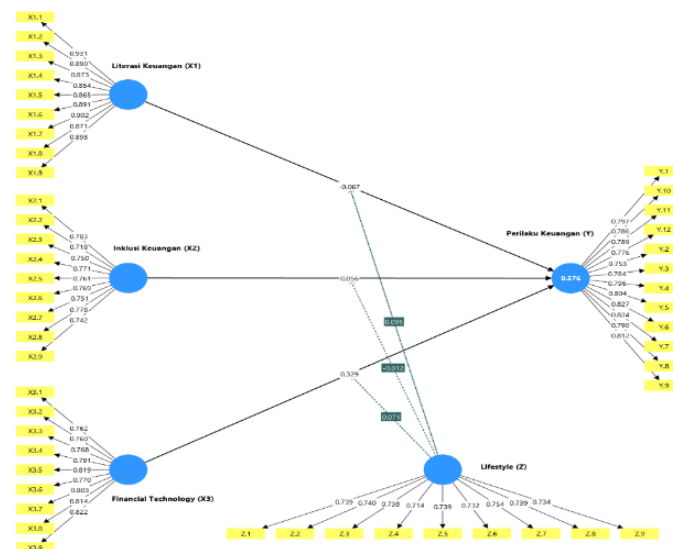 X1.1
X1.2
X1.3
X1.4
X1.5
X1.6
X1.7
X1.8
X1.9
0.931
0.890
0.873
0.854
0.865
0.891
0.902
0.871
0.898
Literasi Keuangan (X1)
-0.067
X2.1
X2.2
X2.3
X2.4
X2.5
X2.6
X2.7
X2.8
X2.9
0.783
0.718
0.750
0.771
0.761
0.769
0.751
0.778
0.742
Inklusi Keuangan (X2)
0.056
Perilaku Keuangan (Y)
0.576
Y.1
Y.10
Y.11
Y.12
Y.2
Y.3
Y.4
Y.5
Y.6
Y.7
Y.8
Y.9
0.797
0.786
0.789
0.776
0.753
0.764
0.796
0.804
0.827
0.824
0.790
0.812
0.095
-0.012
0.071
0.329
X3.1
X3.2
X3.3
X3.4
X3.5
X3.6
X3.7
X3.8
X3.9
0.762
0.760
0.768
0.791
0.819
0.770
0.803
0.814
0.822
Financial Technology (X3)
Lifestyle (Z)
0.739 0.740 0.738 0.714 0.739 0.732 0.754 0.739 0.734
Z.1 Z.2 Z.3 Z.4 Z.5 Z.6 Z.7 Z.8 Z.9